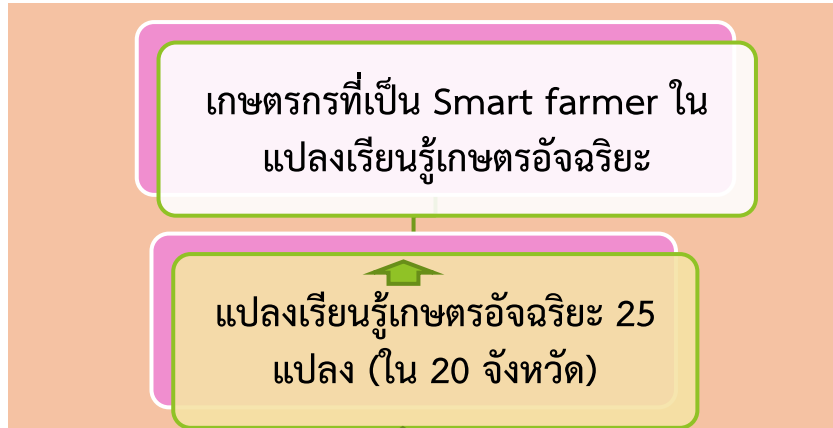 เกษตรกรที่เป็น Smart farmer ใน
แปลงเรียนรู้เกษตรอัจฉริยะ
แปลงเรียนรู้เกษตรอัจฉริยะ 25
แปลง (ใน 20 จังหวัด)